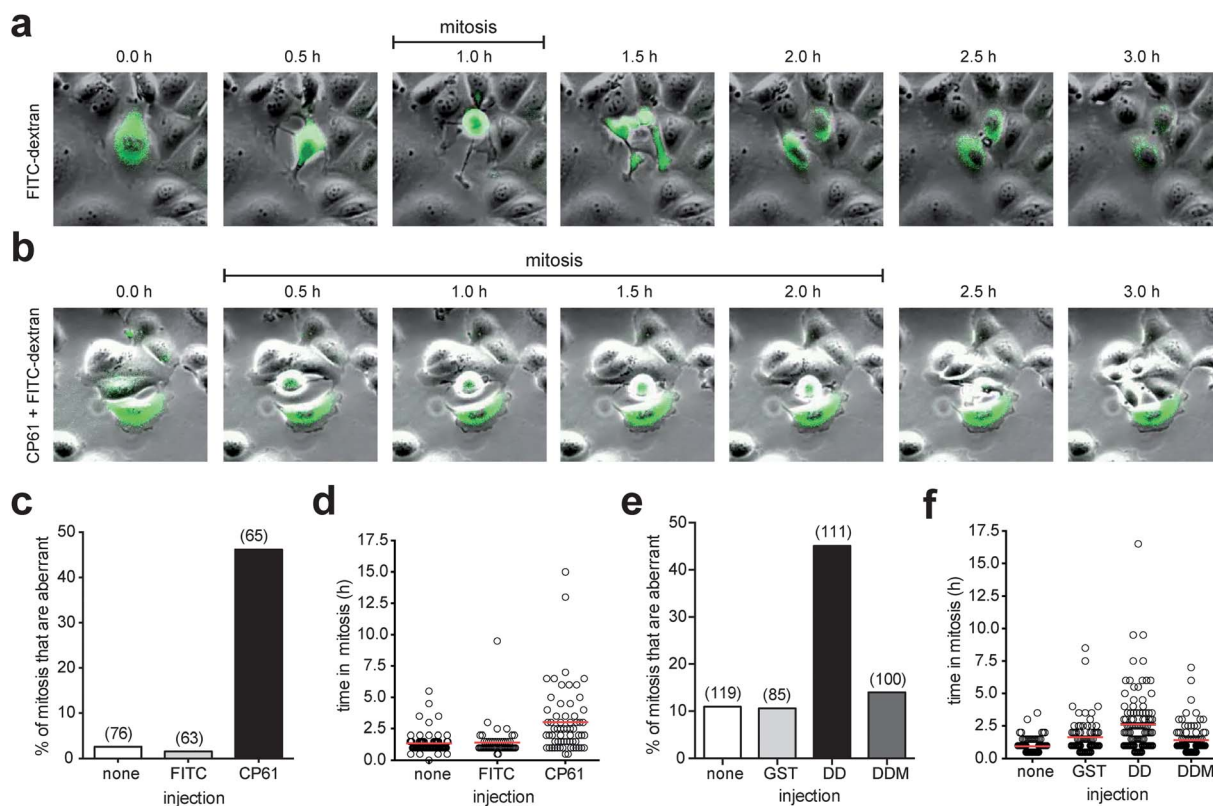 a
mitosis
0.0 h 0.5 h 1.0 h 1.5 h 2.0 h 2.5 h 3.0 h
FITC-dextran
b
mitosis
0.0 h 0.5 h 1.0 h 1.5 h 2.0 h 2.5 h 3.0 h
CP61 + FITC-dextran
c
% of mitosis that are aberrant
50
40
30
20
10
0
(76) (63) (65)
none FITC CP61
injection
d
time in mitosis (h)
17.5
15.0
12.5
10.0
7.5
5.0
2.5
0.0
none FITC CP61
injection
e
% of mitosis that are aberrant
50
40
30
20
10
0
(119) (85) (111) (100)
none GST DD DDM
injection
f
time in mitosis (h)
17.5
15.0
12.5
10.0
7.5
5.0
2.5
0.0
none GST DD DDM
injection